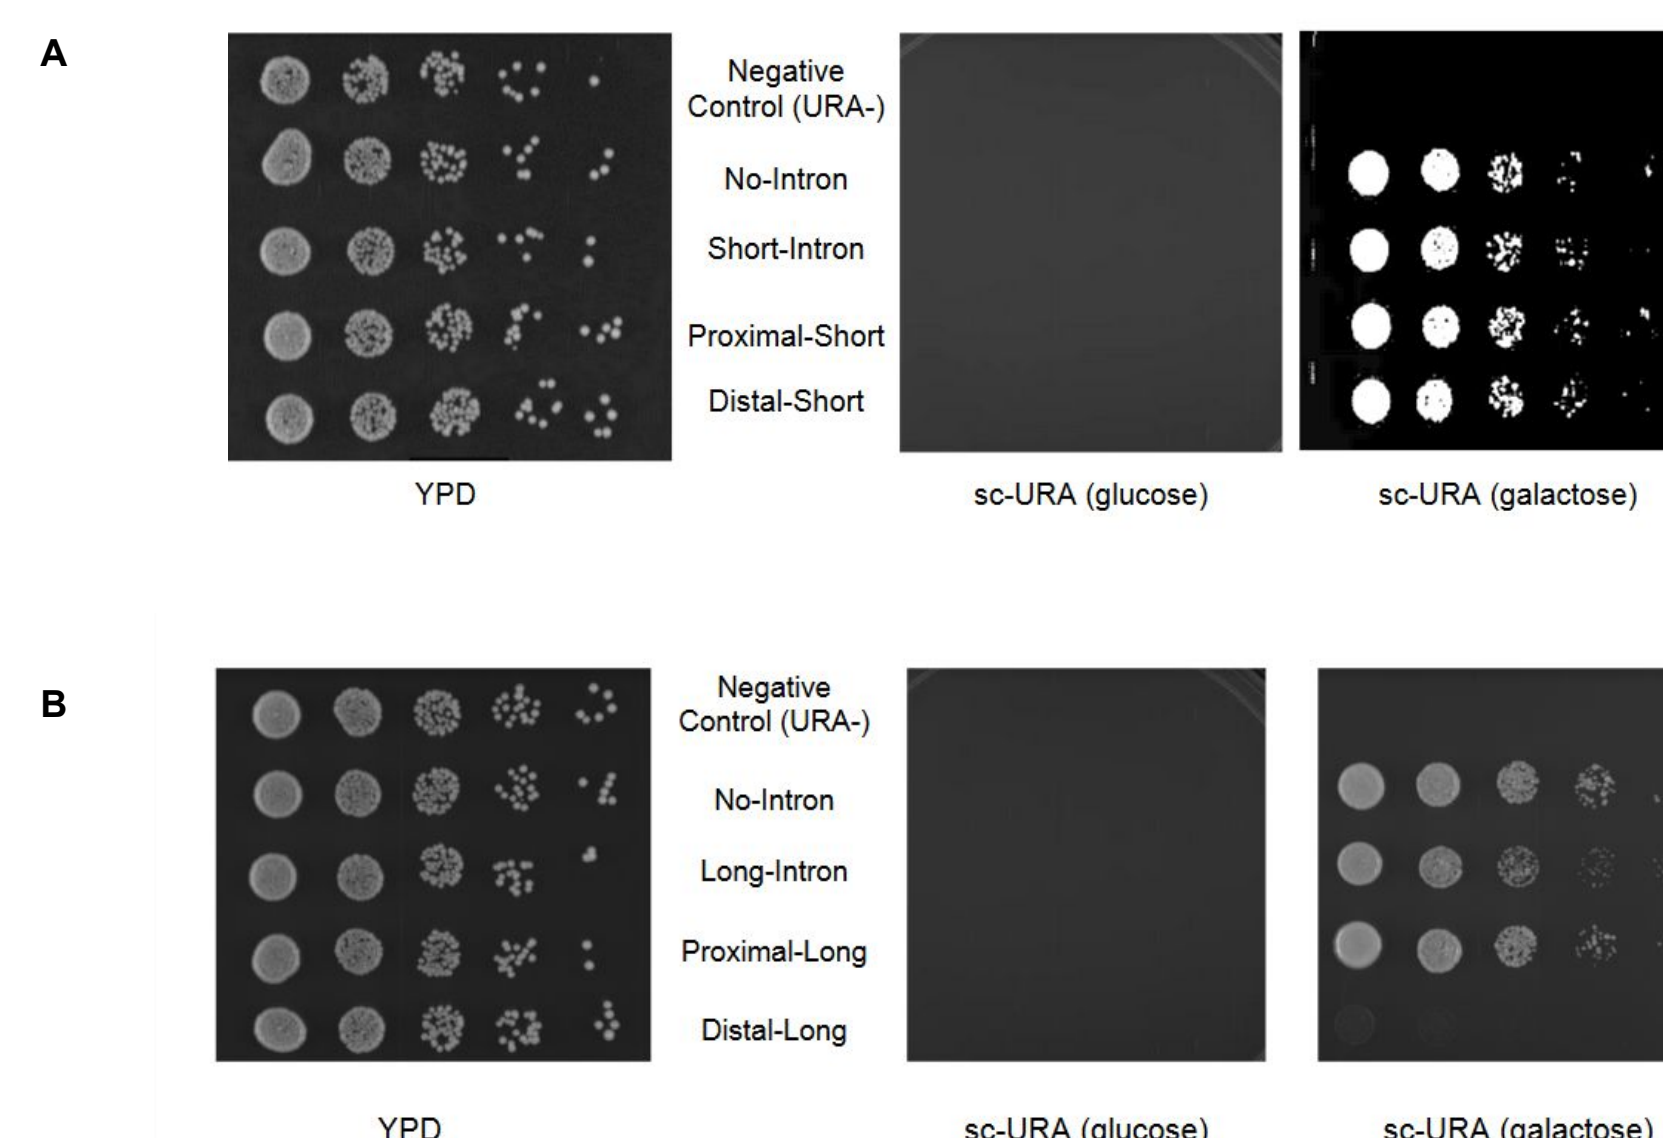 A
Negative
Control (URA-)
No-Intron
Short-Intron
Proximal-Short
Distal-Short
YPD
sc-URA (glucose)
sc-URA (galactose)
B
Negative
Control (URA-)
No-Intron
Long-Intron
Proximal-Long
Distal-Long
YPD
sc-URA (glucose)
sc-URA (galactose)